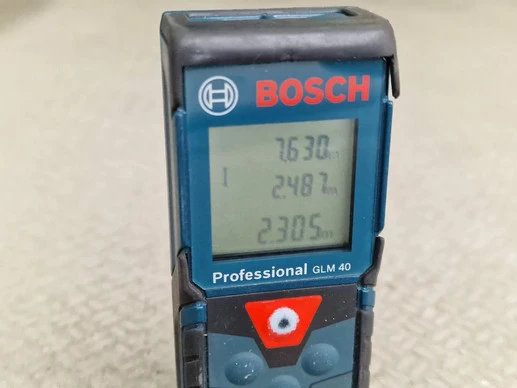 BOSCH
7.630m
2.487m
2.305m
Professional GLM 40